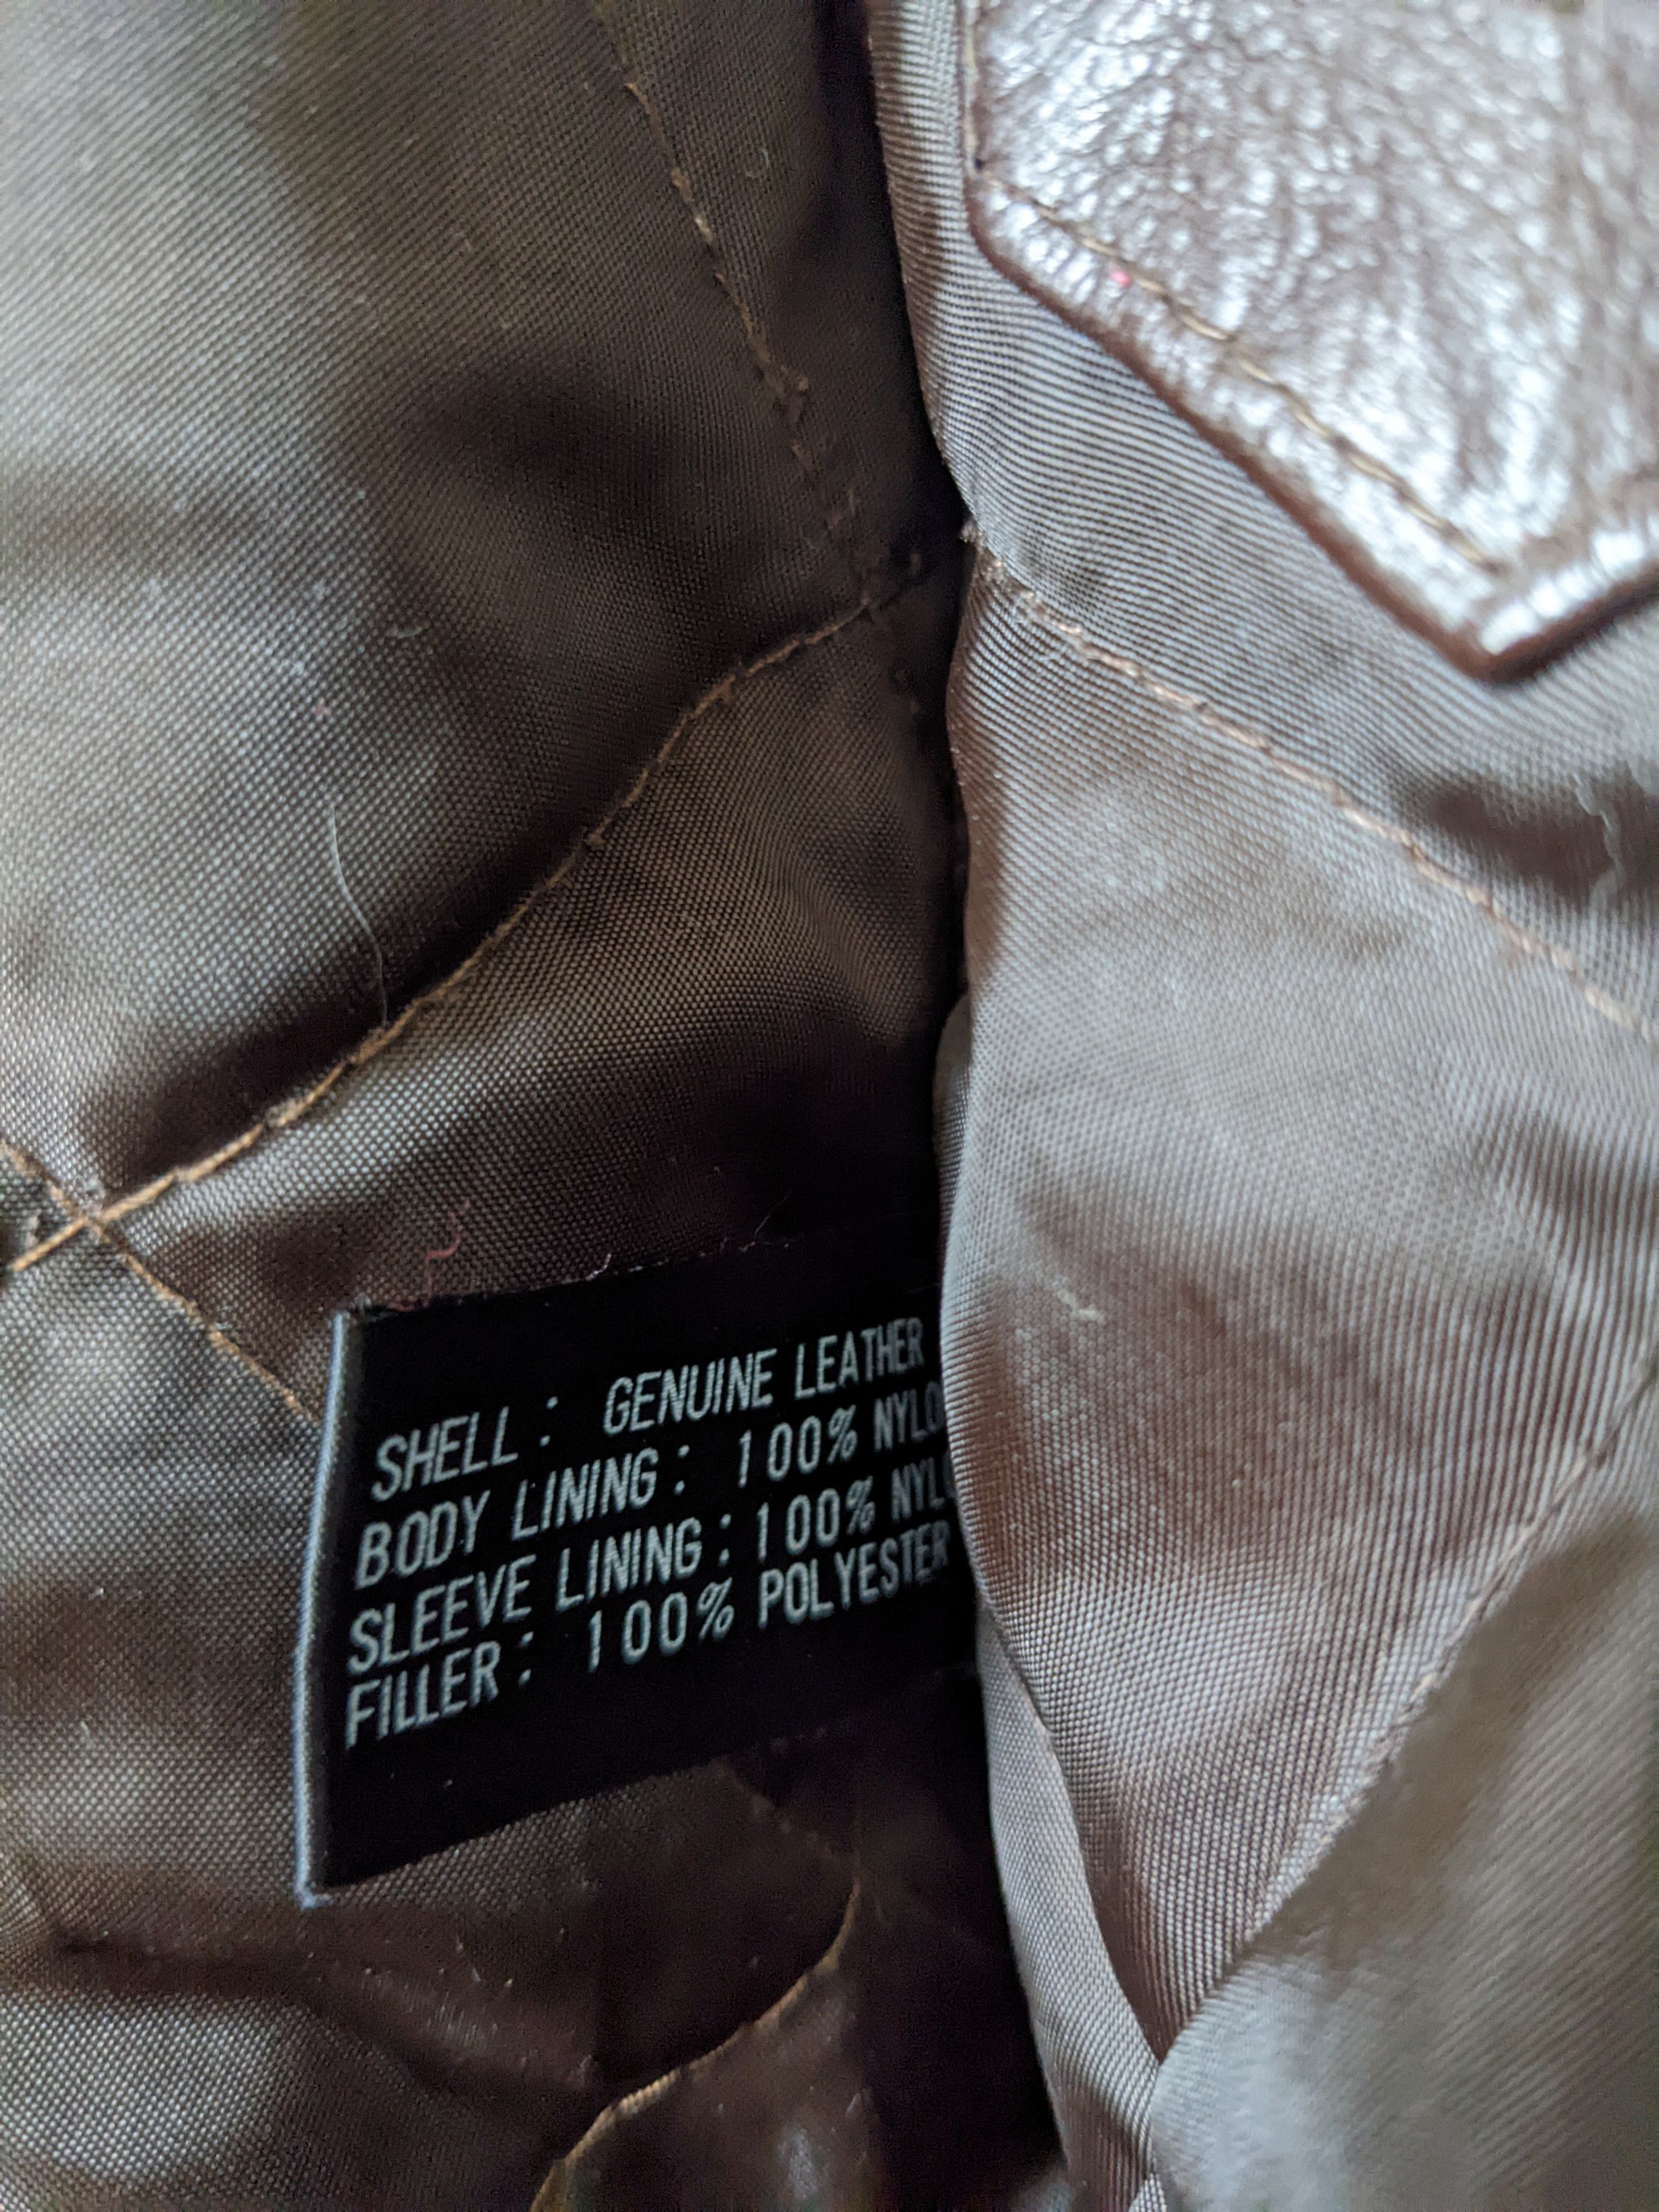 SHELL : GENUINE LEATHER
BODY LINING : 100%
SLEEVE LINING : 100%
FILLER : 100% POLYESTER